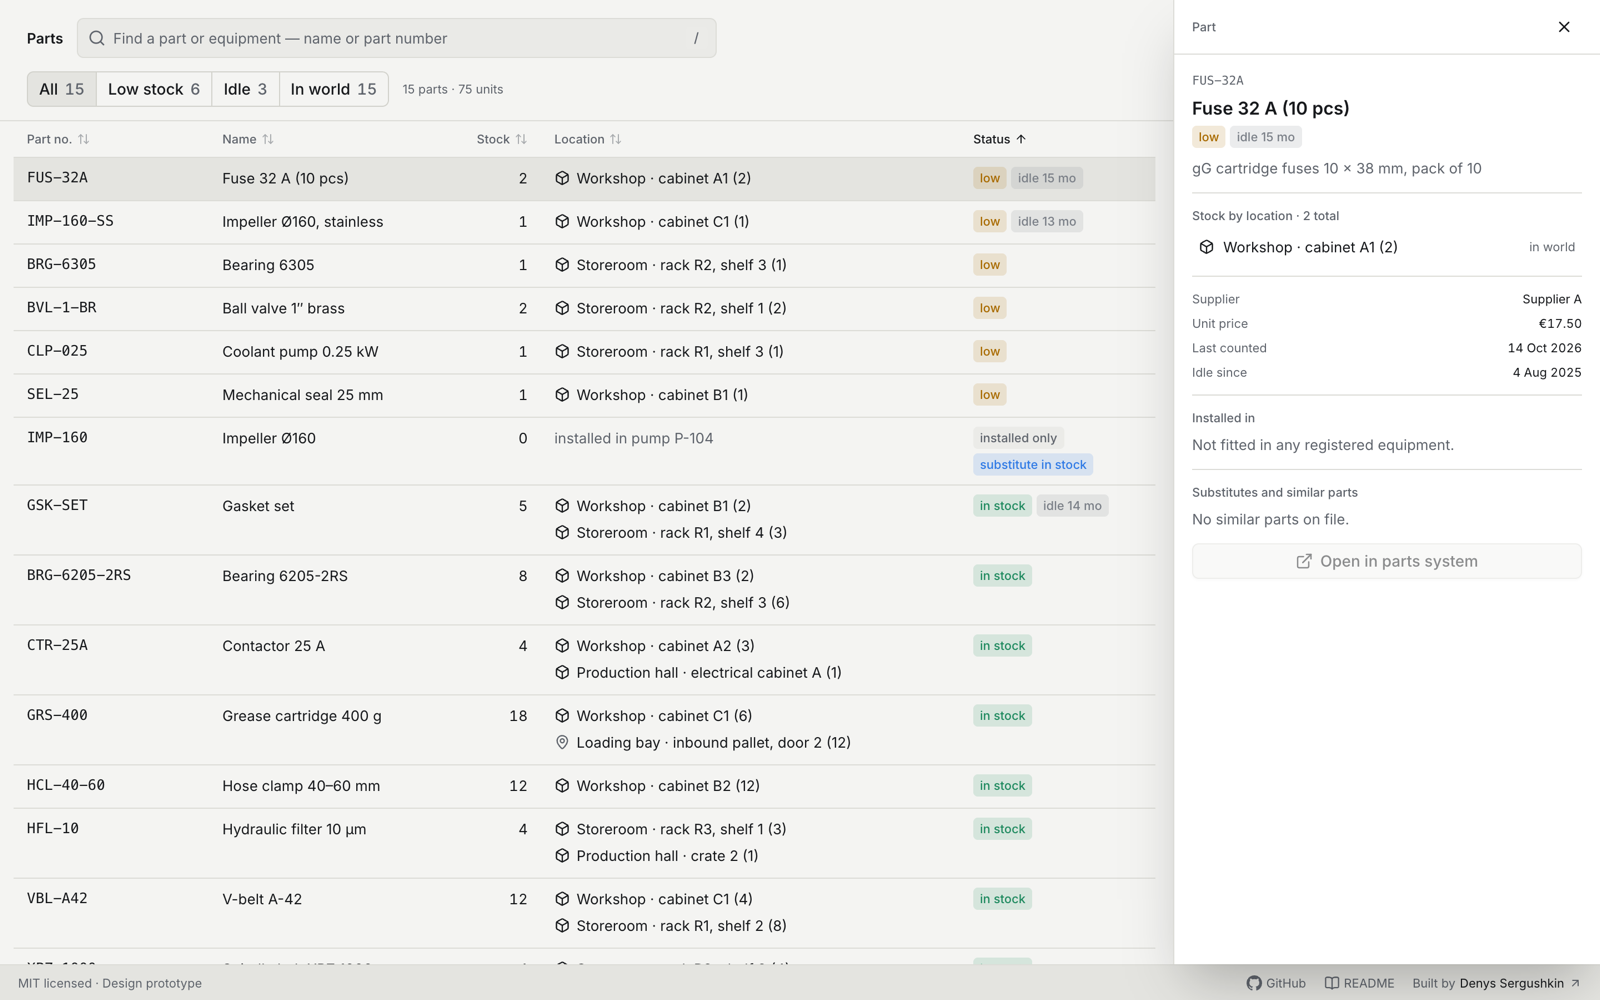 Parts
Find a part or equipment — name or part number /
All 15 Low stock 6 Idle 3 In world 15 15 parts · 75 units
Part no. Name Stock Location Status
FUS-32A Fuse 32 A (10 pcs) 2 Workshop · cabinet A1 (2) low idle 15 mo
IMP-160-SS Impeller Ø160, stainless 1 Workshop · cabinet C1 (1) low idle 13 mo
BRG-6305 Bearing 6305 1 Storeroom · rack R2, shelf 3 (1) low
BVL-1-BR Ball valve 1″ brass 2 Storeroom · rack R2, shelf 1 (2) low
CLP-025 Coolant pump 0.25 kW 1 Storeroom · rack R1, shelf 3 (1) low
SEL-25 Mechanical seal 25 mm 1 Workshop · cabinet B1 (1) low
IMP-160 Impeller Ø160 0 installed in pump P-104 installed only
substitute in stock
GSK-SET Gasket set 5 Workshop · cabinet B1 (2) in stock idle 14 mo
Storeroom · rack R1, shelf 4 (3)
BRG-6205-2RS Bearing 6205-2RS 8 Workshop · cabinet B3 (2) in stock
Storeroom · rack R2, shelf 3 (6)
CTR-25A Contactor 25 A 4 Workshop · cabinet A2 (3) in stock
Production hall · electrical cabinet A (1)
GRS-400 Grease cartridge 400 g 18 Workshop · cabinet C1 (6) in stock
Loading bay · inbound pallet, door 2 (12)
HCL-40-60 Hose clamp 40–60 mm 12 Workshop · cabinet B2 (12) in stock
HFL-10 Hydraulic filter 10 µm 4 Storeroom · rack R3, shelf 1 (3) in stock
Production hall · crate 2 (1)
VBL-A42 V-belt A-42 12 Workshop · cabinet C1 (4) in stock
Storeroom · rack R1, shelf 2 (8)
Part
FUS-32A
Fuse 32 A (10 pcs)
low idle 15 mo
gG cartridge fuses 10 × 38 mm, pack of 10
Stock by location · 2 total
Workshop · cabinet A1 (2) in world
Supplier Supplier A
Unit price €17.50
Last counted 14 Oct 2026
Idle since 4 Aug 2025
Installed in
Not fitted in any registered equipment.
Substitutes and similar parts
No similar parts on file.
Open in parts system
MIT licensed · Design prototype GitHub README Built by Denys Sergushkin